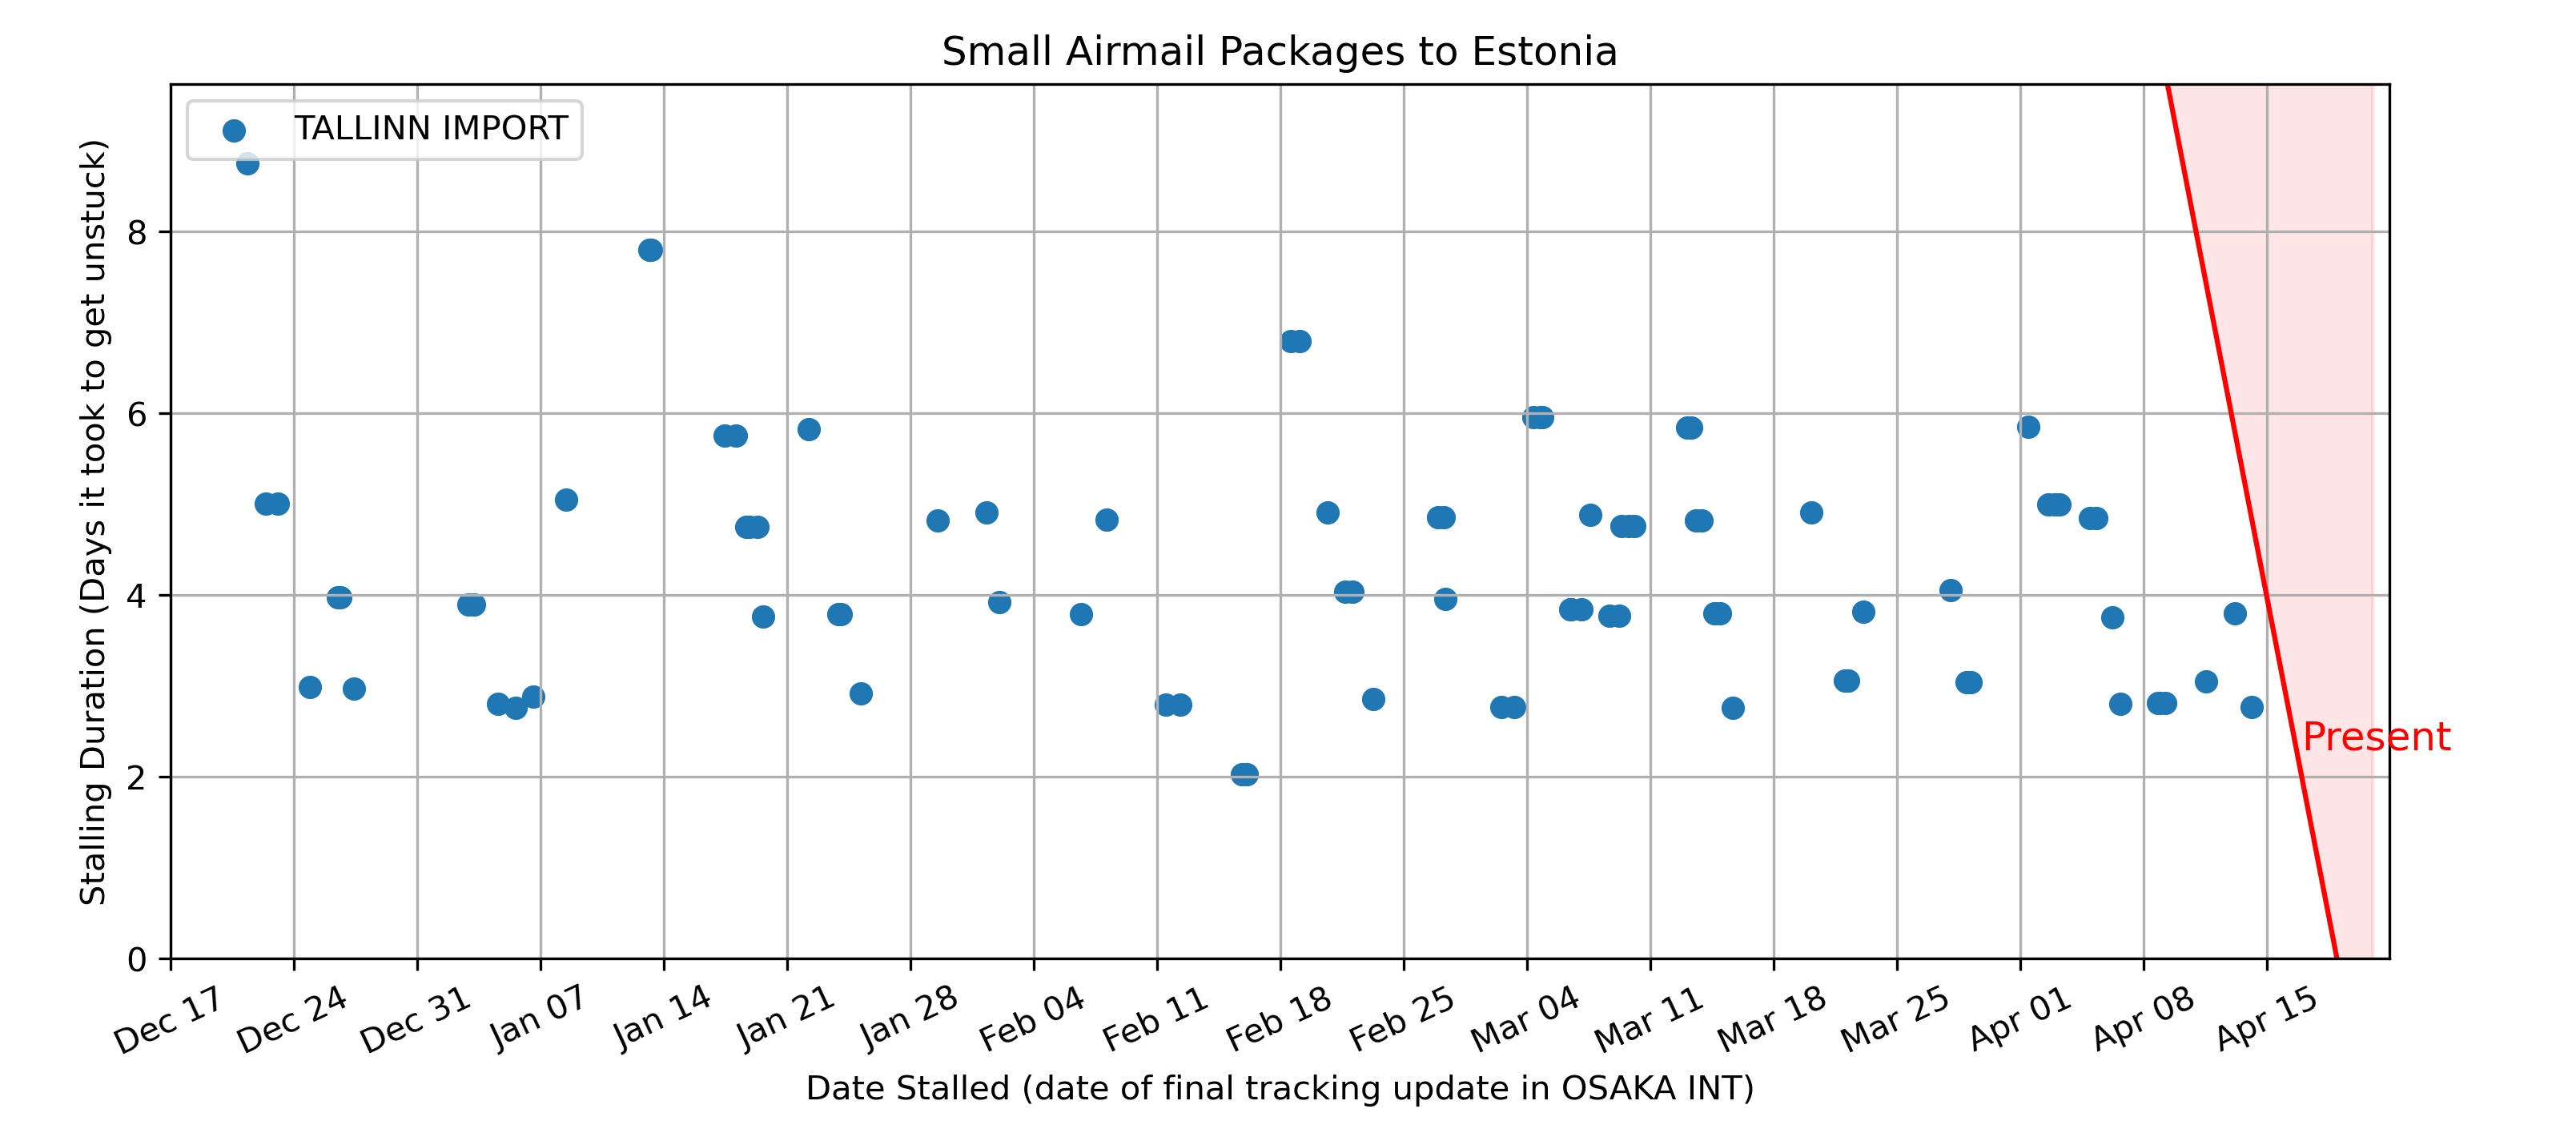 Small Airmail Packages to Estonia
TALLINN IMPORT
Stalling Duration (Days it took to get unstuck)
8
6
4
2
0
Present
Dec 17
Dec 24
Dec 31
Jan 07
Jan 14
Jan 21
Jan 28
Feb 04
Feb 11
Feb 18
Feb 25
Mar 04
Mar 11
Mar 18
Mar 25
Apr 01
Apr 08
Apr 15
Date Stalled (date of final tracking update in OSAKA INT)